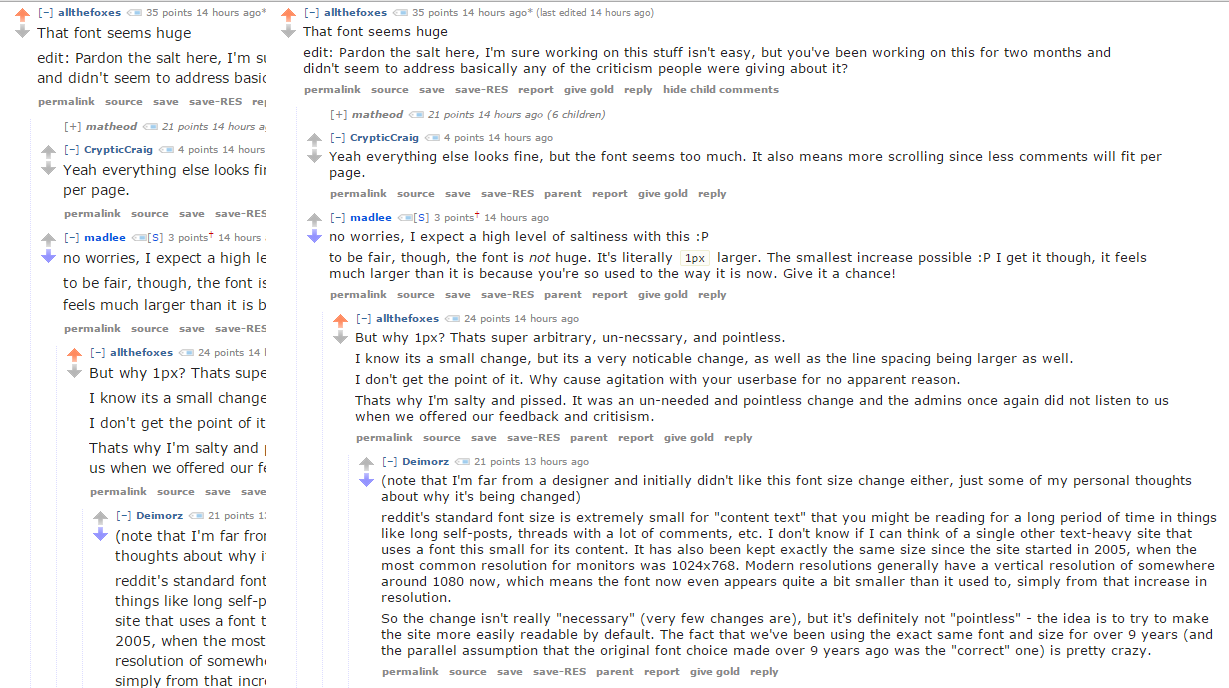 [−] allthefoxes 35 points 14 hours ago*
That font seems huge
edit: Pardon the salt here, I'm su
and didn't seem to address basic
permalink source save save-RES rep
[+] matheod 21 points 14 hours a
[−] CrypticCraig 4 points 14 hours
Yeah everything else looks fin
per page.
permalink source save save-RES
[−] madlee [S] 3 points† 14 hours
no worries, I expect a high le
to be fair, though, the font is
feels much larger than it is b
permalink source save save-RES
[−] allthefoxes 24 points 14 h
But why 1px? Thats supe
I know its a small change
I don't get the point of it
Thats why I'm salty and p
us when we offered our fe
permalink source save save
[−] Deimorz 21 points 13
(note that I'm far from
thoughts about why i
reddit's standard font
things like long self-p
site that uses a font t
2005, when the most
resolution of somewh
simply from that incre
[−] allthefoxes 35 points 14 hours ago* (last edited 14 hours ago)
That font seems huge
edit: Pardon the salt here, I'm sure working on this stuff isn't easy, but you've been working on this for two months and
didn't seem to address basically any of the criticism people were giving about it?
permalink source save save-RES report give gold reply hide child comments
[+] matheod 21 points 14 hours ago (6 children)
[−] CrypticCraig 4 points 14 hours ago
Yeah everything else looks fine, but the font seems too much. It also means more scrolling since less comments will fit per
page.
permalink source save save-RES parent report give gold reply
[−] madlee [S] 3 points† 14 hours ago
no worries, I expect a high level of saltiness with this :P
to be fair, though, the font is not huge. It's literally 1px larger. The smallest increase possible :P I get it though, it feels
much larger than it is because you're so used to the way it is now. Give it a chance!
permalink source save save-RES parent report give gold reply
[−] allthefoxes 24 points 14 hours ago
But why 1px? Thats super arbitrary, un-necssary, and pointless.
I know its a small change, but its a very noticable change, as well as the line spacing being larger as well.
I don't get the point of it. Why cause agitation with your userbase for no apparent reason.
Thats why I'm salty and pissed. It was an un-needed and pointless change and the admins once again did not listen to us
when we offered our feedback and critisism.
permalink source save save-RES parent report give gold reply
[−] Deimorz 21 points 13 hours ago
(note that I'm far from a designer and initially didn't like this font size change either, just some of my personal thoughts
about why it's being changed)
reddit's standard font size is extremely small for "content text" that you might be reading for a long period of time in things
like long self-posts, threads with a lot of comments, etc. I don't know if I can think of a single other text-heavy site that
uses a font this small for its content. It has also been kept exactly the same size since the site started in 2005, when the
most common resolution for monitors was 1024x768. Modern resolutions generally have a vertical resolution of somewhere
around 1080 now, which means the font now even appears quite a bit smaller than it used to, simply from that increase in
resolution.
So the change isn't really "necessary" (very few changes are), but it's definitely not "pointless" - the idea is to try to make
the site more easily readable by default. The fact that we've been using the exact same font and size for over 9 years (and
the parallel assumption that the original font choice made over 9 years ago was the "correct" one) is pretty crazy.
permalink source save save-RES parent report give gold reply